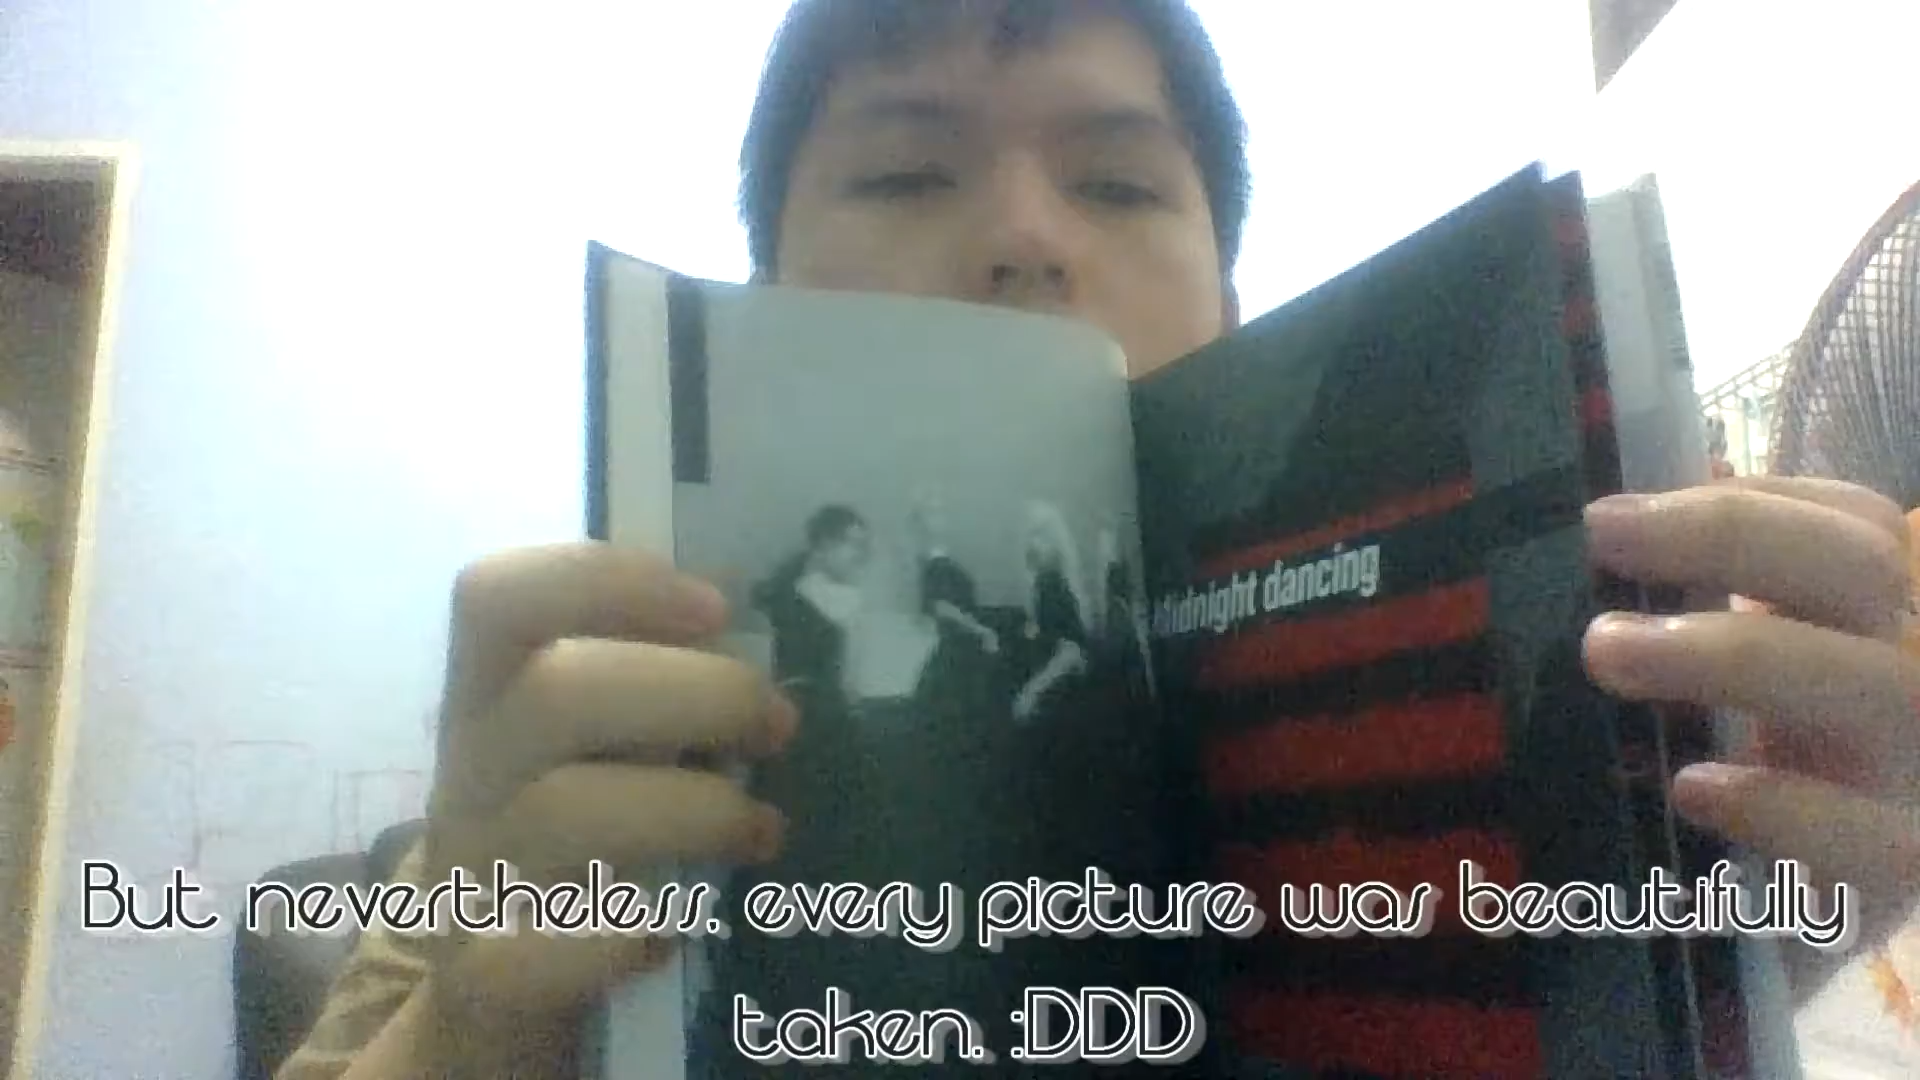 Midnight dancing
But nevertheless, every picture was beautifully
taken. :DDD